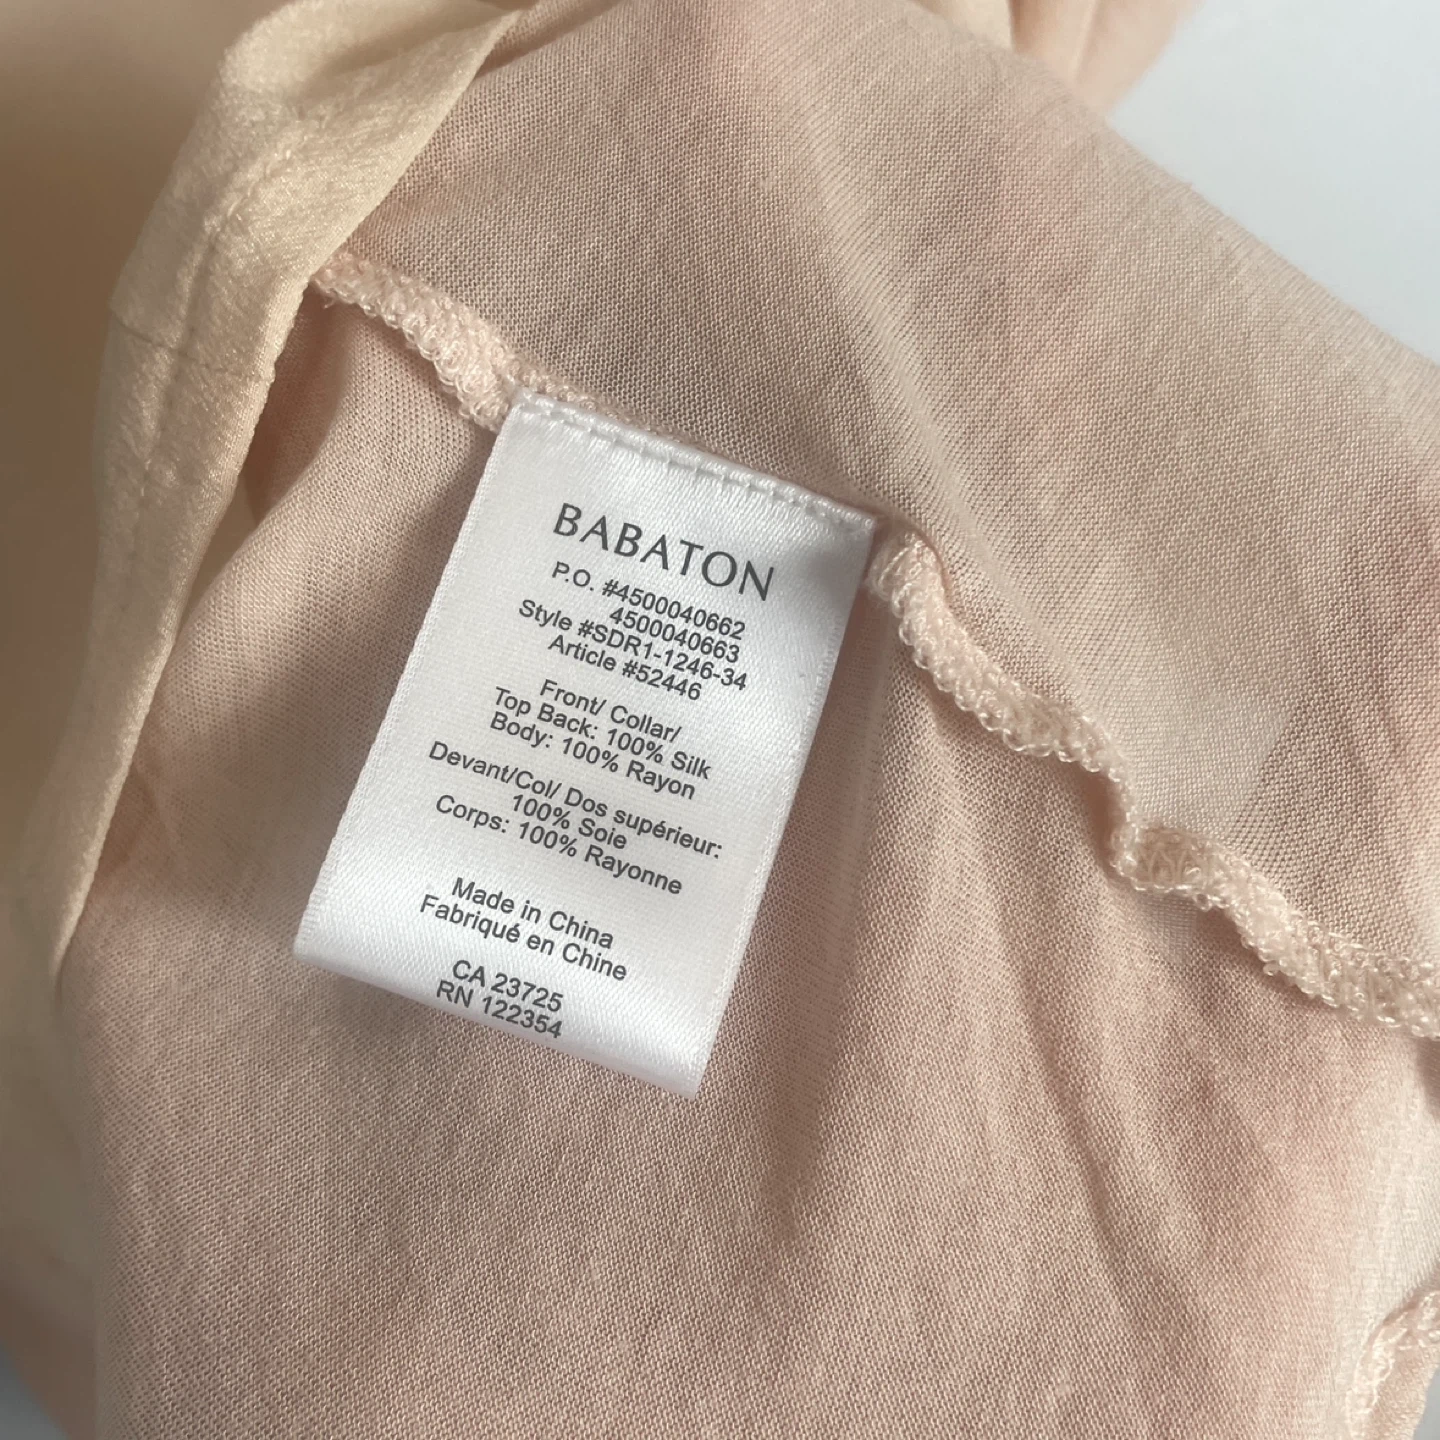 BABATON
P.O. #4500040662
4500040663
Style #SDR1-1246-34
Article #52446
Front/ Collar/
Top Back: 100% Silk
Body: 100% Rayon
Devant/Col/ Dos supérieur:
100% Soie
Corps: 100% Rayonne
Made in China
Fabriqué en Chine
CA 23725
RN 122354